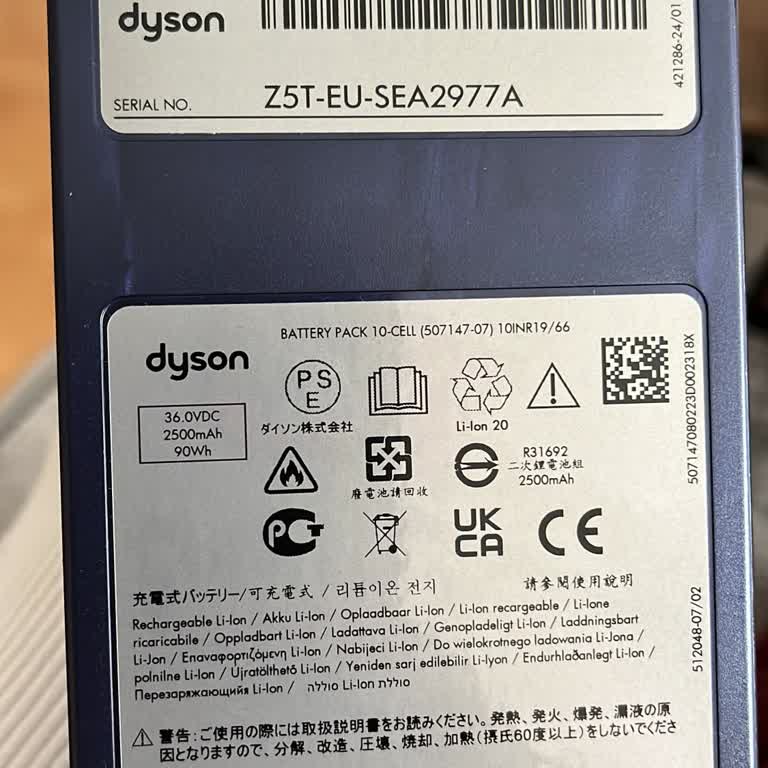 dyson
421286-24/01
SERIAL NO. Z5T-EU-SEA2977A
BATTERY PACK 10-CELL (507147-07) 10INR19/66
dyson
PS
E
ダイソン株式会社
Li-Ion 20
36.0VDC
2500mAh
90Wh
廢電池請回收
R31692
二次鋰電池組
2500mAh
PCT
UK
CA
CE
507147080223D002318X
充電式バッテリー/可充電式 / 리튬이온 전지
請參閱使用說明
Rechargeable Li-Ion / Akku Li-Ion / Oplaadbaar Li-Ion / Li-Ion recargeable / Li-Ione
ricaricabile / Oppladbart Li-Ion / Ladattava Li-Ion / Genopladeligt Li-Ion / Laddningsbart
Li-Jon / Επαναφορτιζόμενη Li-Ion / Nabijeci Li-Ion / Do wielokrotnego ladowania Li-Jona /
polnilne Li-Ion / Újratölthető Li-Ion / Yeniden sarj edilebilir Li-Iyon / Endurhlaðanlegt Li-Ion /
Перезаряжающийя Li-Ion / סוללה Li-Ion סוללת
512048-07/02
警告:ご使用の際には取扱説明書をお読みください。発熱、発火、爆発、漏液の原
因となりますので、分解、改造、圧壊、焼却、加熱(摂氏60度以上)をしないでくださ